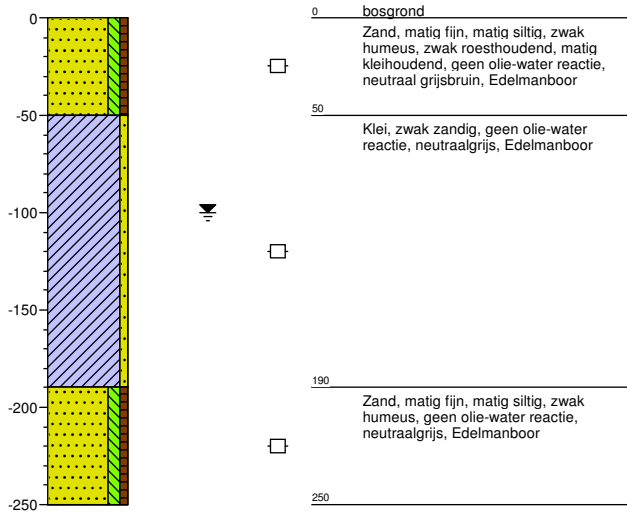 0
-50
-100
-150
-200
-250
0
bosgrond
Zand, matig fijn, matig siltig, zwak
humeus, zwak roesthoudend, matig
kleihoudend, geen olie-water reactie,
neutraal grijsbruin, Edelmanboor
50
Klei, zwak zandig, geen olie-water
reactie, neutraalgrijs, Edelmanboor
190
Zand, matig fijn, matig siltig, zwak
humeus, geen olie-water reactie,
neutraalgrijs, Edelmanboor
250